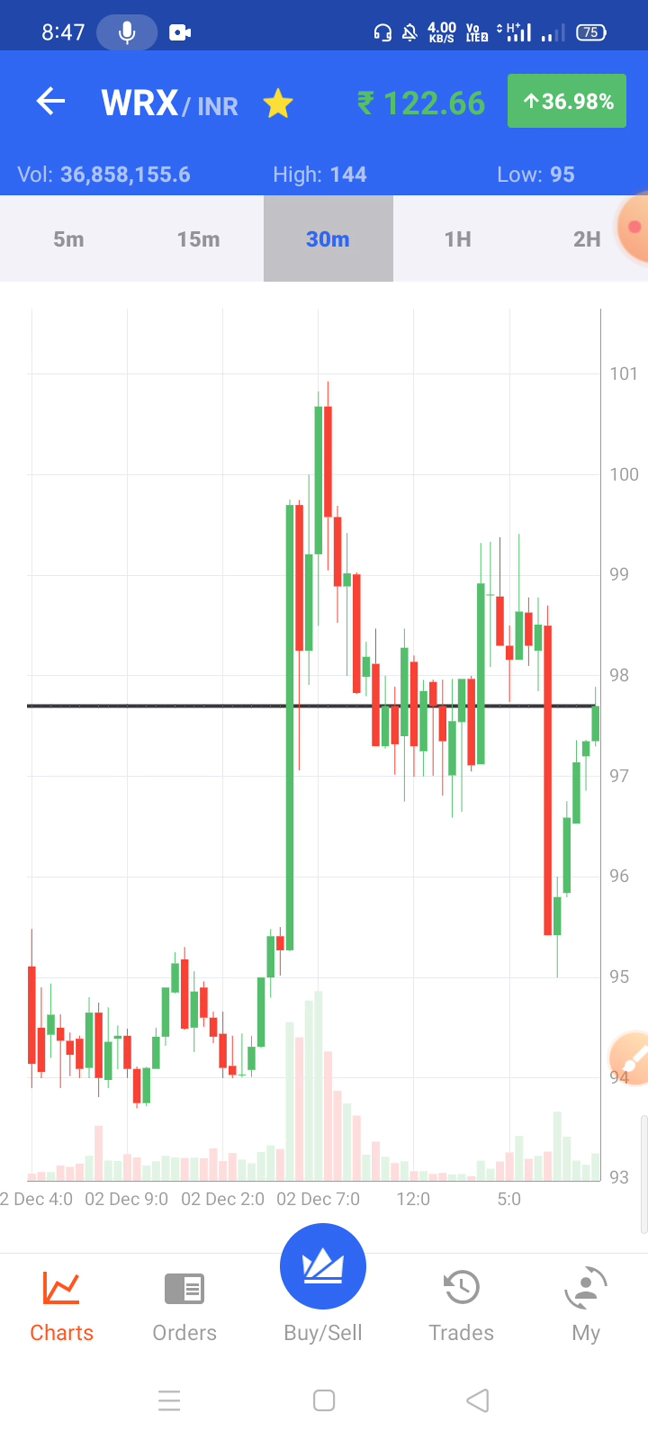 8:47 4.00 KB/S Vo LTE2 H+ 75
WRX / INR ₹ 122.66 ↑36.98%
Vol: 36,858,155.6 High: 144 Low: 95
5m 15m 30m 1H 2H
101
100
99
98
97
96
95
94
93
2 Dec 4:0 02 Dec 9:0 02 Dec 2:0 02 Dec 7:0 12:0 5:0
Charts Orders Buy/Sell Trades My